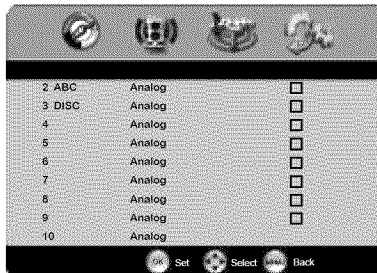 2 ABC Analog
3 DISC Analog
4 Analog
5 Analog
6 Analog
7 Analog
8 Analog
9 Analog
10 Analog
OK Set Select MENU Back